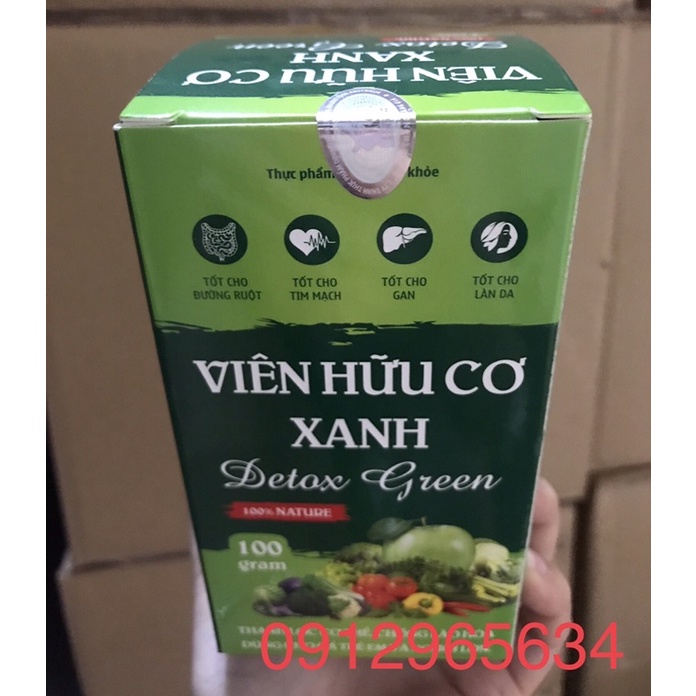 Detox Green
XANH
VIÊN HỮU CƠ
Thực phẩm
khỏe
TỐT CHO
ĐƯỜNG RUỘT
TỐT CHO
TIM MẠCH
TỐT CHO
GAN
TỐT CHO
LÀN DA
VIÊN HỮU CƠ
XANH
Detox Green
100% NATURE
100
gram
0912965634